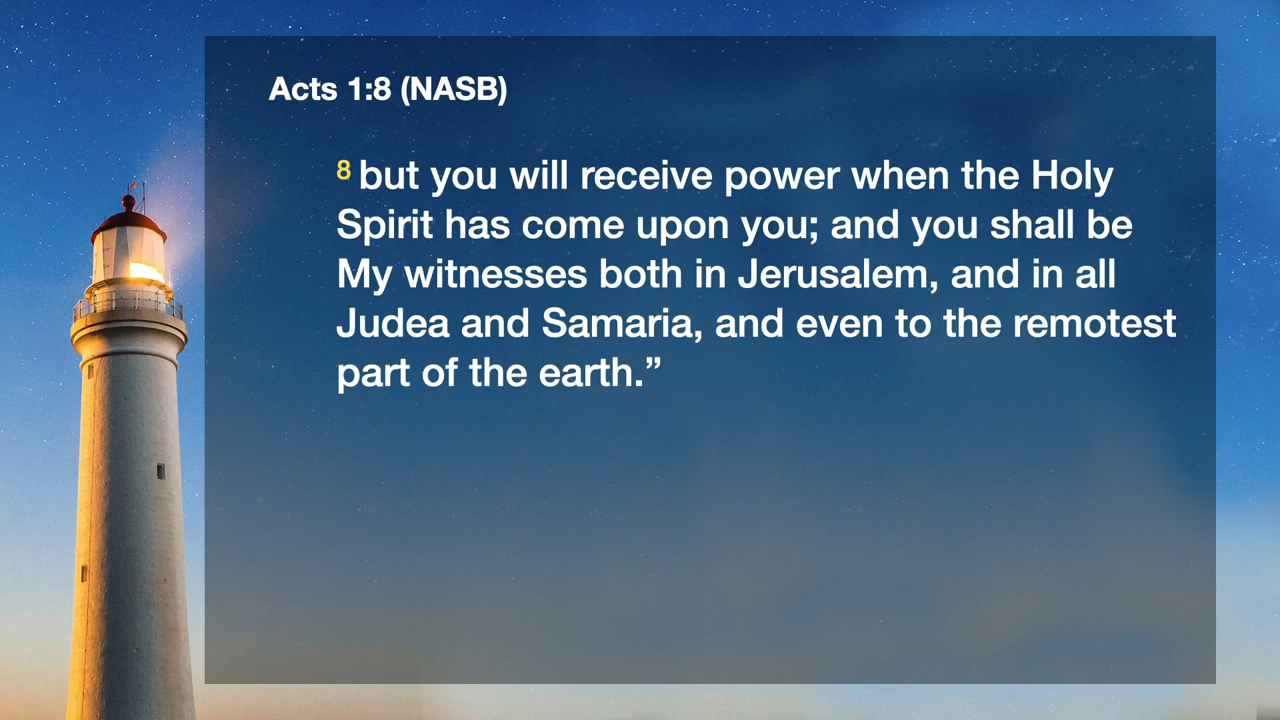 Acts 1:8 (NASB)
8 but you will receive power when the Holy
Spirit has come upon you; and you shall be
My witnesses both in Jerusalem, and in all
Judea and Samaria, and even to the remotest
part of the earth.”